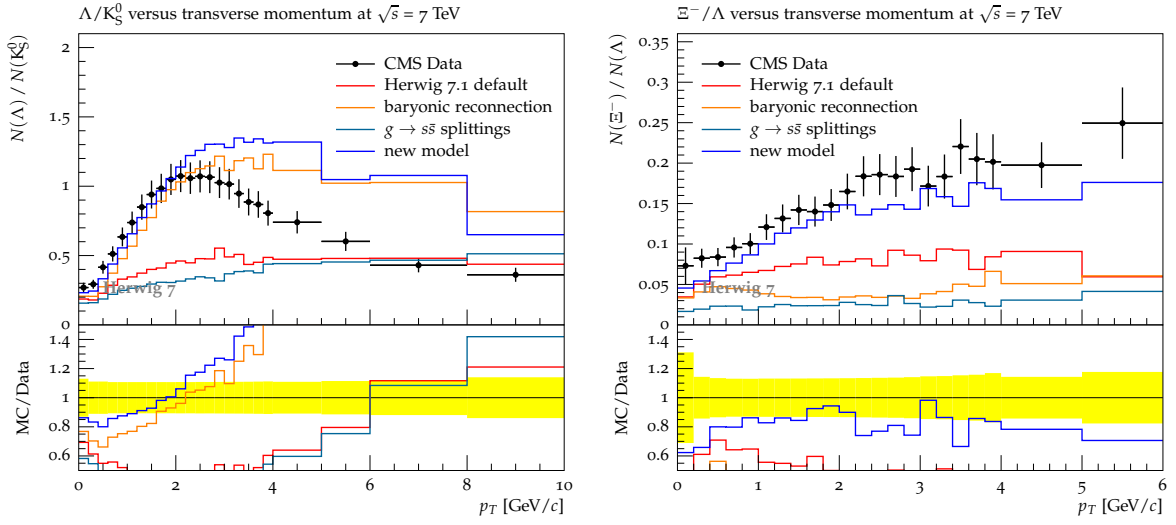 Λ/K⁰_S versus transverse momentum at √s = 7 TeV
N(Λ) / N(K⁰_S)
2
1.5
1
0.5
0
CMS Data
Herwig 7.1 default
baryonic reconnection
g → ss̄ splittings
new model
Herwig 7
MC/Data
1.4
1.2
1
0.8
0.6
0 2 4 6 8 10
p_T [GeV/c]
Ξ⁻/Λ versus transverse momentum at √s = 7 TeV
N(Ξ⁻) / N(Λ)
0.35
0.3
0.25
0.2
0.15
0.1
0.05
0
CMS Data
Herwig 7.1 default
baryonic reconnection
g → ss̄ splittings
new model
Herwig 7
MC/Data
1.4
1.2
1
0.8
0.6
0 1 2 3 4 5 6
p_T [GeV/c]